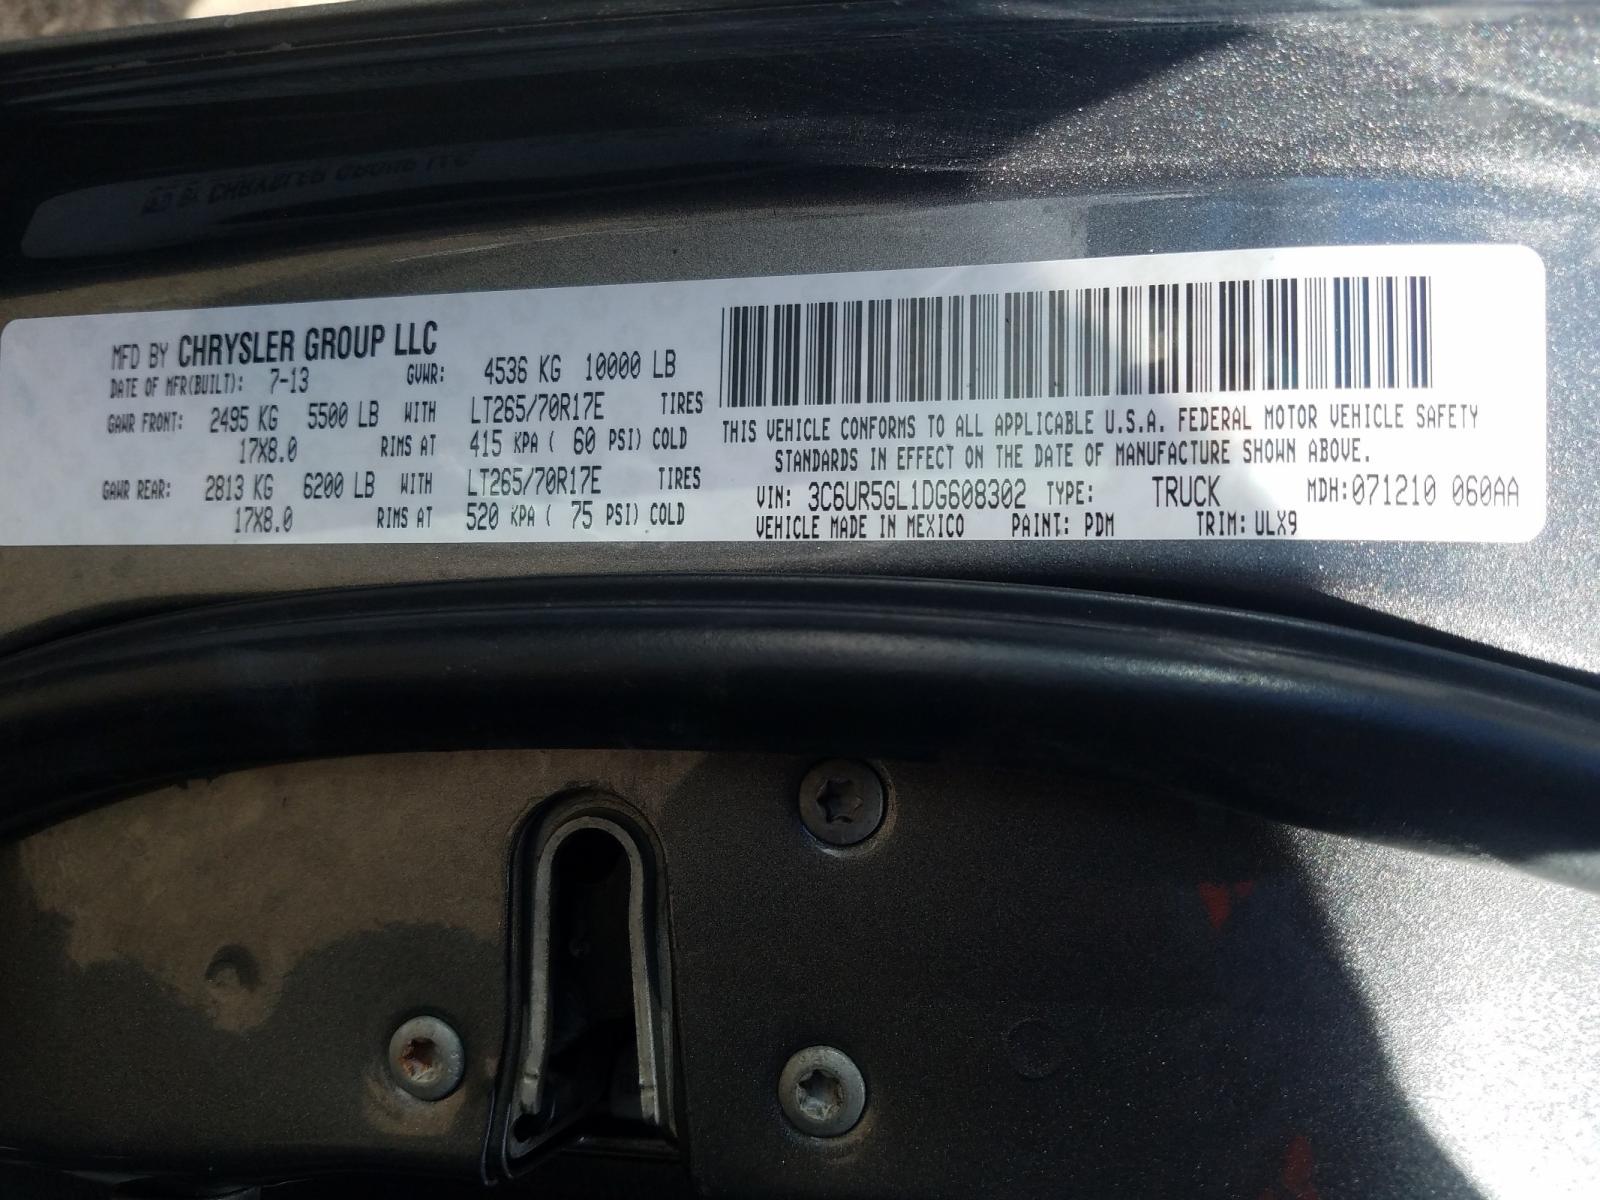 MFD BY CHRYSLER GROUP LLC
DATE OF MFR(BUILT): 7-13 GVWR: 4536 KG 10000 LB
GAWR FRONT: 2495 KG 5500 LB WITH LT265/70R17E TIRES
17X8.0 RIMS AT 415 KPA ( 60 PSI) COLD
GAWR REAR: 2813 KG 6200 LB WITH LT265/70R17E TIRES
17X8.0 RIMS AT 520 KPA ( 75 PSI) COLD
THIS VEHICLE CONFORMS TO ALL APPLICABLE U.S.A. FEDERAL MOTOR VEHICLE SAFETY
STANDARDS IN EFFECT ON THE DATE OF MANUFACTURE SHOWN ABOVE.
VIN: 3C6UR5GL1DG608302 TYPE: TRUCK MDH:071210 060AA
VEHICLE MADE IN MEXICO PAINT: PDM TRIM: ULX9